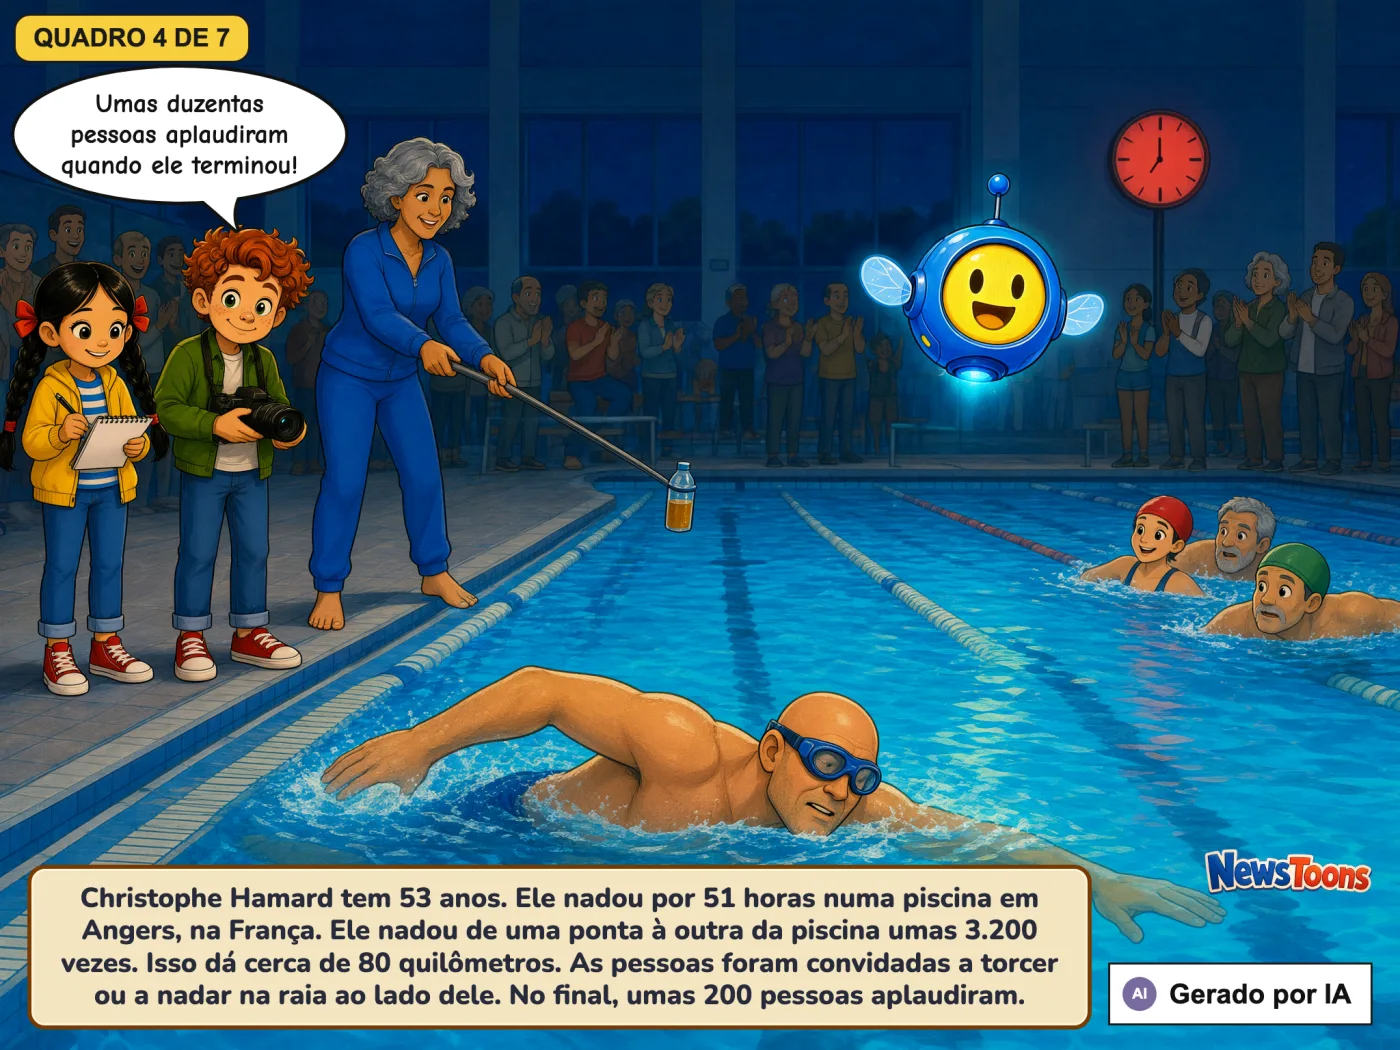 QUADRO 4 DE 7
Umas duzentas
pessoas aplaudiram
quando ele terminou!
Christophe Hamard tem 53 anos. Ele nadou por 51 horas numa piscina em
Angers, na França. Ele nadou de uma ponta à outra da piscina umas 3.200
vezes. Isso dá cerca de 80 quilômetros. As pessoas foram convidadas a torcer
ou a nadar na raia ao lado dele. No final, umas 200 pessoas aplaudiram.
NewsToons
AI Gerado por IA